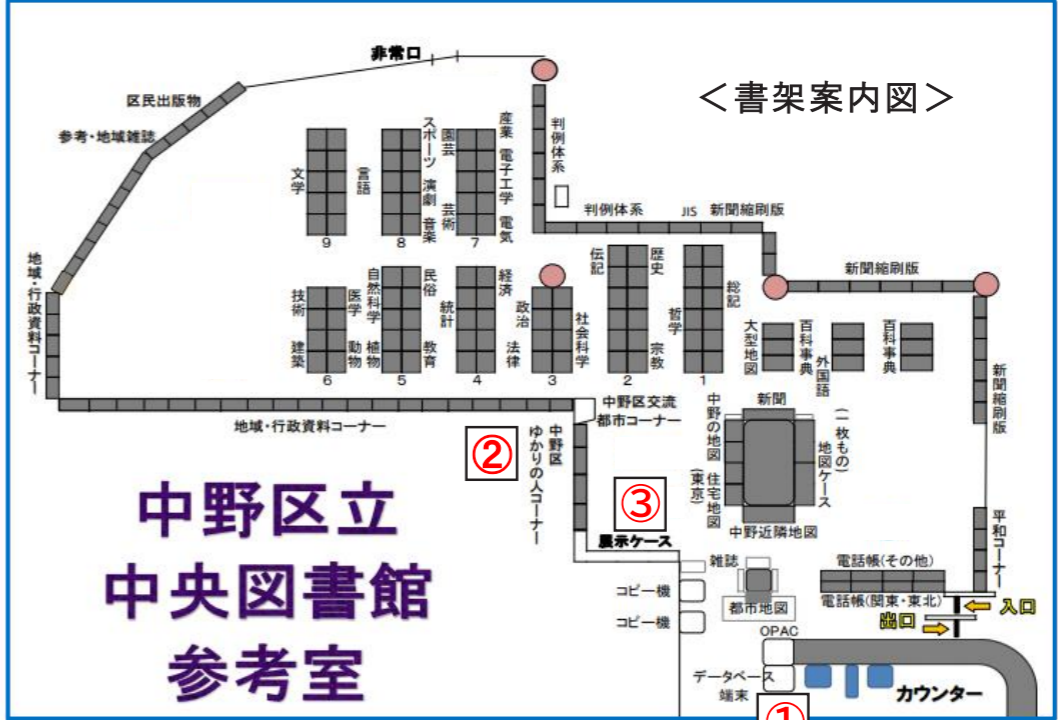 ＜書架案内図＞
非常口
区民出版物
参考・地域雑誌
地域・行政資料コーナー
文学
言語
9
スポーツ 演劇 音楽
8
園芸 芸術
産業 電子工学 電気
7
判例体系
判例体系 JIS 新聞縮刷版
新聞縮刷版
技術 建築
医学 動物
6
自然科学 植物
民俗 教育
5
統計
経済
4
政治 法律
社会科学
3
伝記
歴史 宗教
2
哲学
総記
1
大型地図
百科事典
外国語
百科事典
新聞縮刷版
地域・行政資料コーナー
中野区交流
都市コーナー
②
中野区
ゆかりの人コーナー
③
展示ケース
新聞
中野の地図
住宅地図
(東京)
(一枚もの)
地図ケース
中野近隣地図
平和コーナー
雑誌
都市地図
コピー機
コピー機
電話帳(その他)
電話帳(関東・東北)
入口
出口
OPAC
データベース
端末
①
カウンター
中野区立
中央図書館
参考室